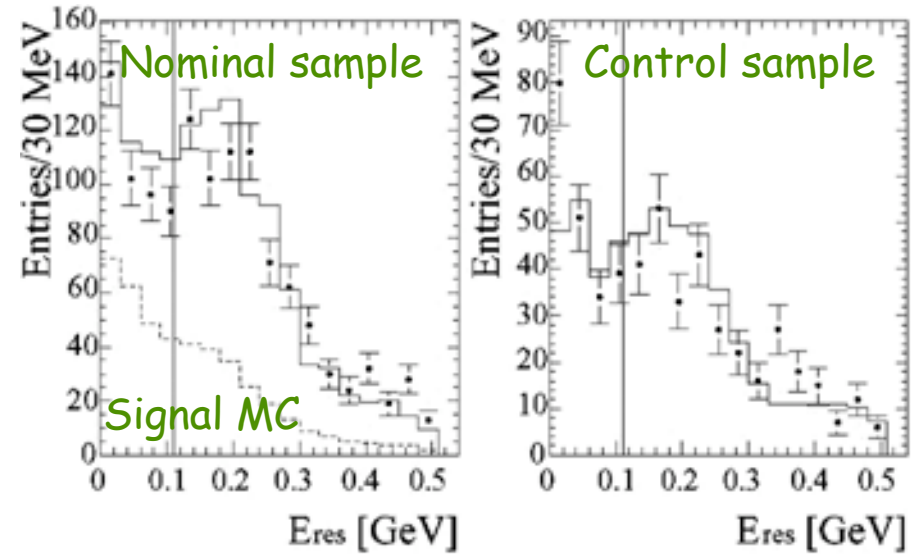 Nominal sample
Entries/30 MeV
160
140
120
100
80
60
40
20
0
Signal MC
0 0.1 0.2 0.3 0.4 0.5
Eres [GeV]
Control sample
Entries/30 MeV
90
80
70
60
50
40
30
20
10
0
0 0.1 0.2 0.3 0.4 0.5
Eres [GeV]